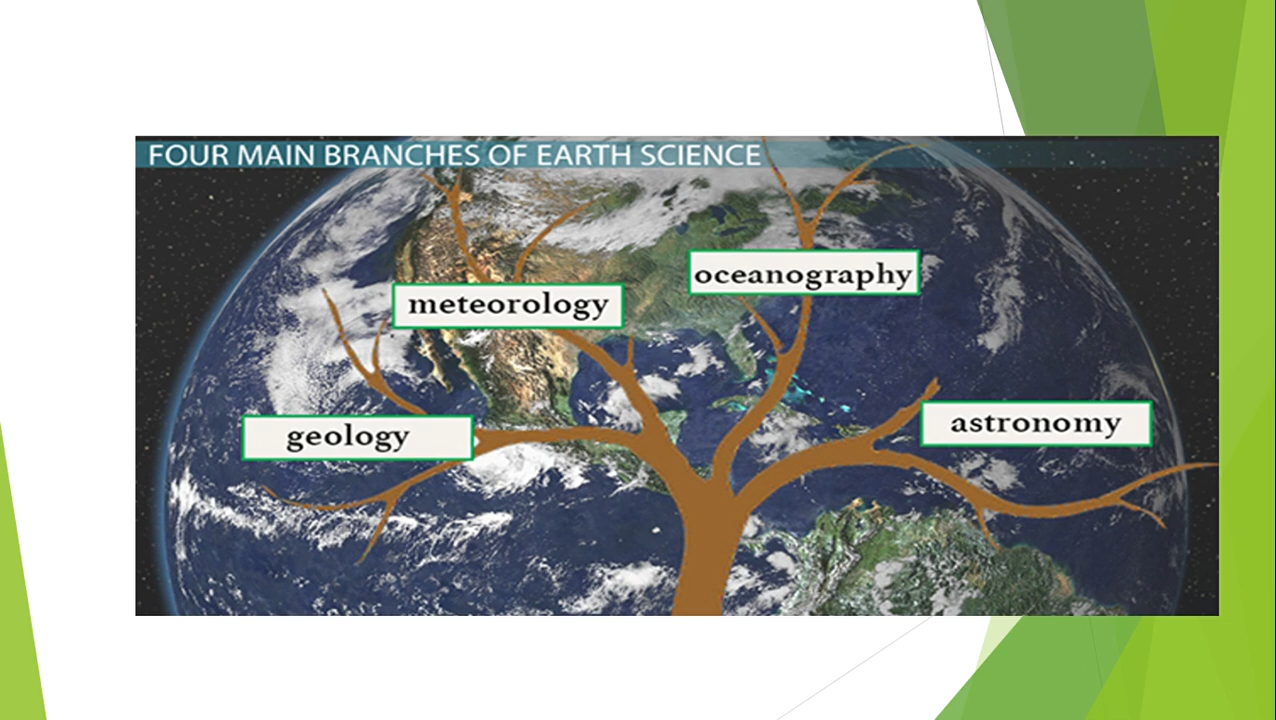 FOUR MAIN BRANCHES OF EARTH SCIENCE
oceanography
meteorology
astronomy
geology